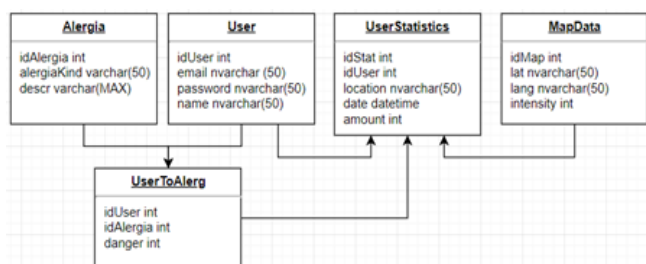 Alergia
idAlergia int
alergiaKind varchar(50)
descr varchar(MAX)
User
idUser int
email nvarchar (50)
password nvarchar(50)
name nvarchar(50)
UserStatistics
idStat int
idUser int
location nvarchar(50)
date datetime
amount int
MapData
idMap int
lat nvarchar(50)
lang nvarchar(50)
intensity int
UserToAlerg
idUser int
idAlergia int
danger int